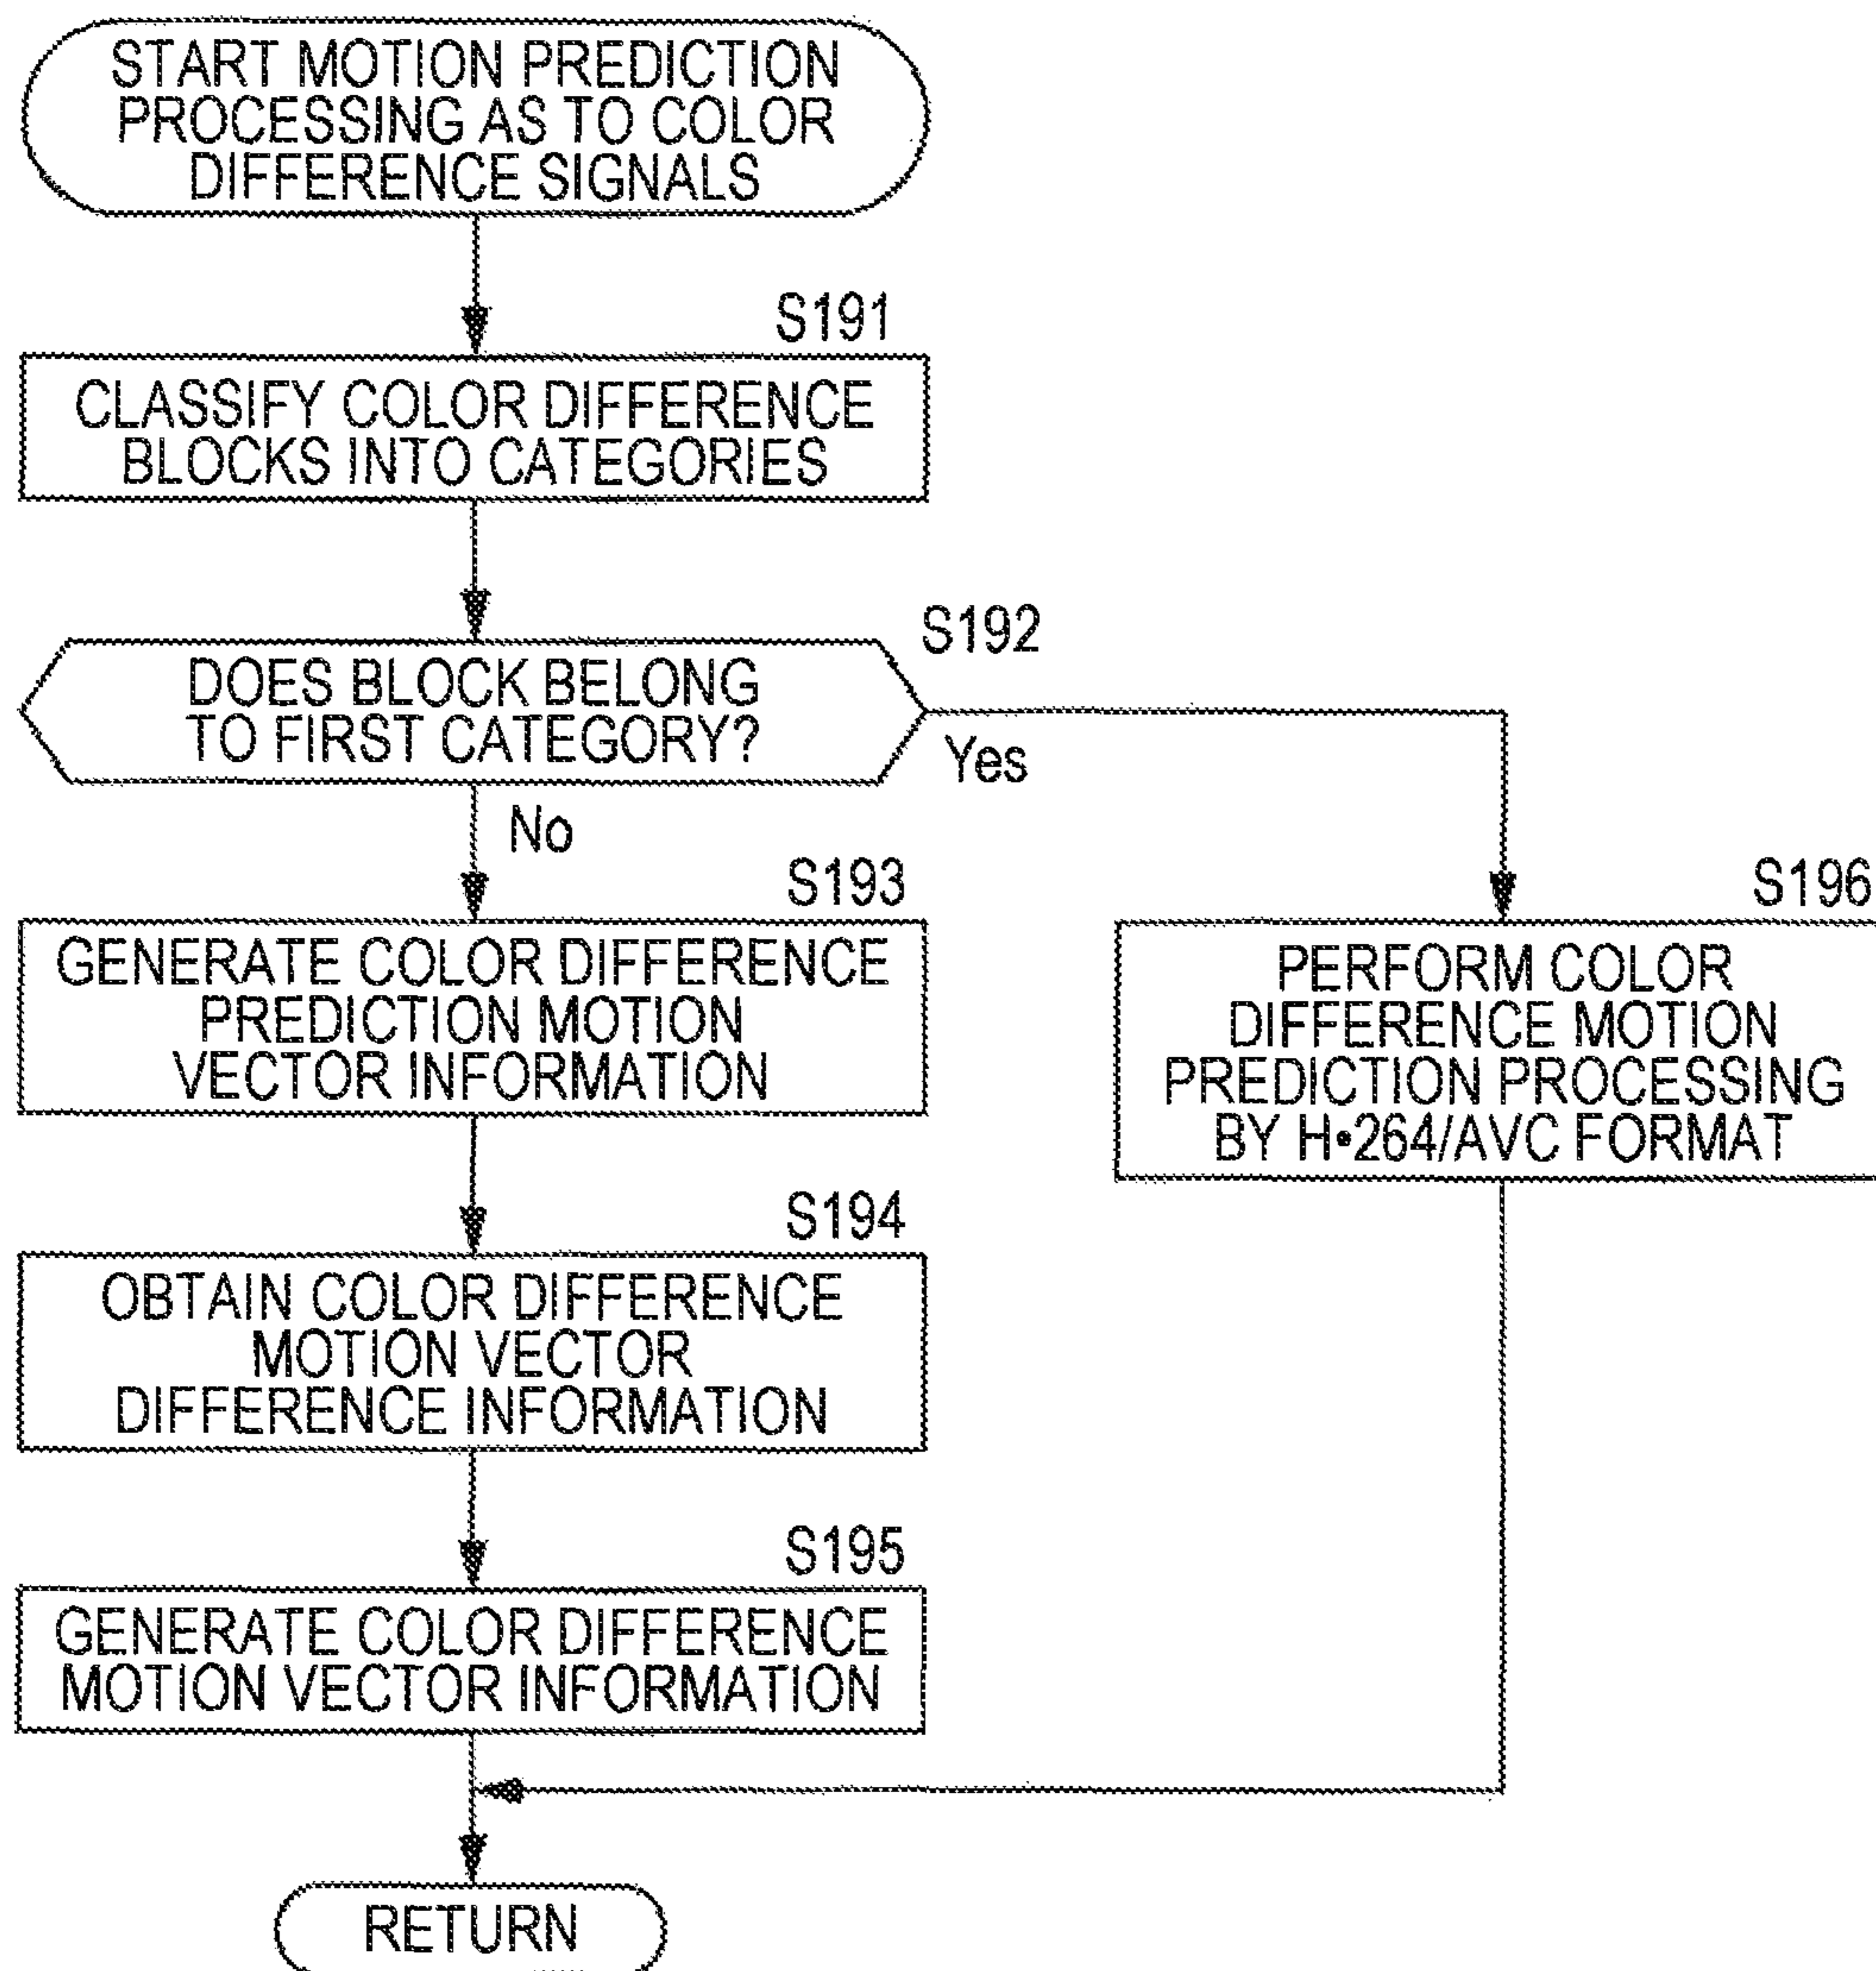 START MOTION PREDICTION
PROCESSING AS TO COLOR
DIFFERENCE SIGNALS
S191
CLASSIFY COLOR DIFFERENCE
BLOCKS INTO CATEGORIES
S192
DOES BLOCK BELONG
TO FIRST CATEGORY?
Yes
No
S193
GENERATE COLOR DIFFERENCE
PREDICTION MOTION
VECTOR INFORMATION
S196
PERFORM COLOR
DIFFERENCE MOTION
PREDICTION PROCESSING
BY H•264/AVC FORMAT
S194
OBTAIN COLOR DIFFERENCE
MOTION VECTOR
DIFFERENCE INFORMATION
S195
GENERATE COLOR DIFFERENCE
MOTION VECTOR INFORMATION
RETURN